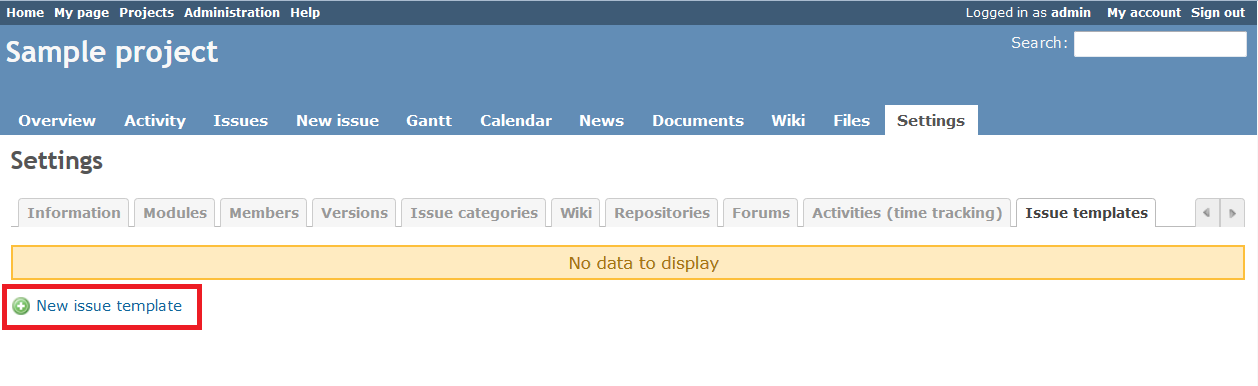 Home My page Projects Administration Help Logged in as admin My account Sign out
Sample project Search:
Overview Activity Issues New issue Gantt Calendar News Documents Wiki Files Settings
Settings
Information Modules Members Versions Issue categories Wiki Repositories Forums Activities (time tracking) Issue templates
No data to display
New issue template